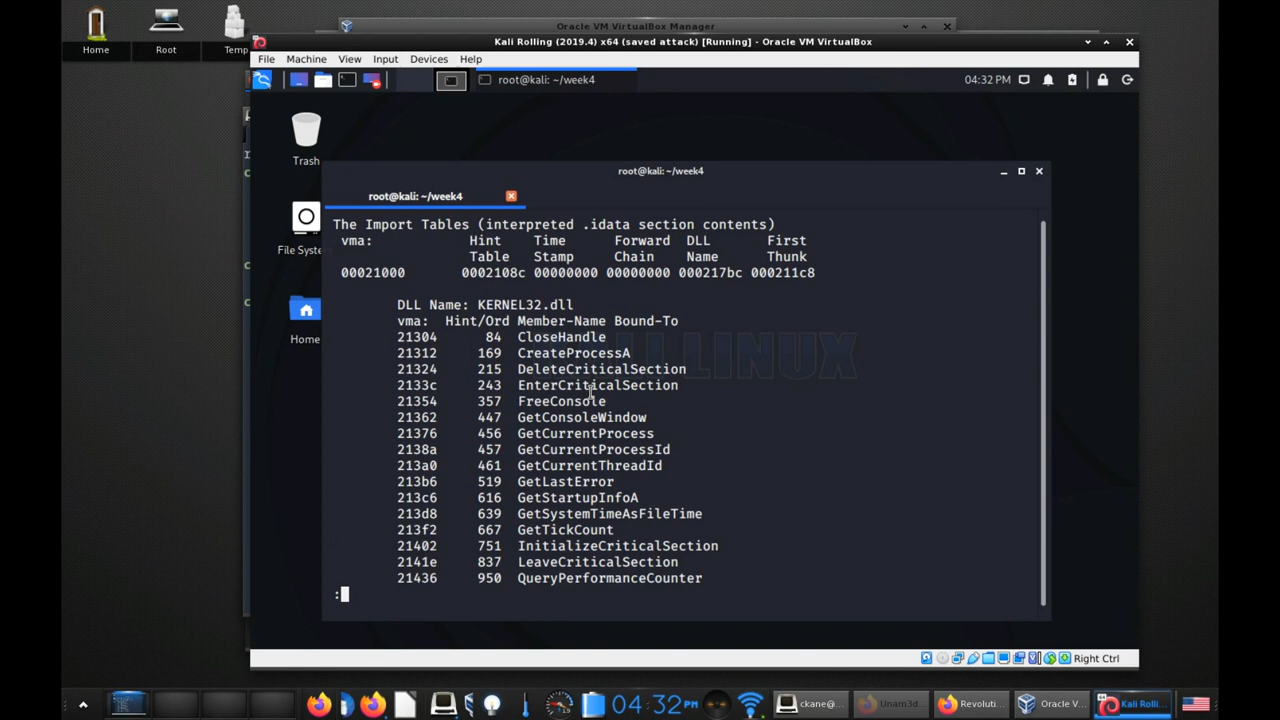 Home
Root
Temp
Oracle VM VirtualBox Manager
Kali Rolling (2019.4) x64 (saved attack) [Running] - Oracle VM VirtualBox
File Machine View Input Devices Help
root@kali: ~/week4
04:32 PM
Trash
File Syste
Home
root@kali: ~/week4
root@kali: ~/week4
The Import Tables (interpreted .idata section contents)
vma: Hint Time Forward DLL First
Table Stamp Chain Name Thunk
00021000 0002108c 00000000 00000000 000217bc 000211c8
DLL Name: KERNEL32.dll
vma: Hint/Ord Member-Name Bound-To
21304 84 CloseHandle
21312 169 CreateProcessA
21324 215 DeleteCriticalSection
2133c 243 EnterCriticalSection
21354 357 FreeConsole
21362 447 GetConsoleWindow
21376 456 GetCurrentProcess
2138a 457 GetCurrentProcessId
213a0 461 GetCurrentThreadId
213b6 519 GetLastError
213c6 616 GetStartupInfoA
213d8 639 GetSystemTimeAsFileTime
213f2 667 GetTickCount
21402 751 InitializeCriticalSection
2141e 837 LeaveCriticalSection
21436 950 QueryPerformanceCounter
:
Right Ctrl
04:32 PM
ckane@...
Unam3d...
Revoluti...
Oracle V...
Kali Rolli...